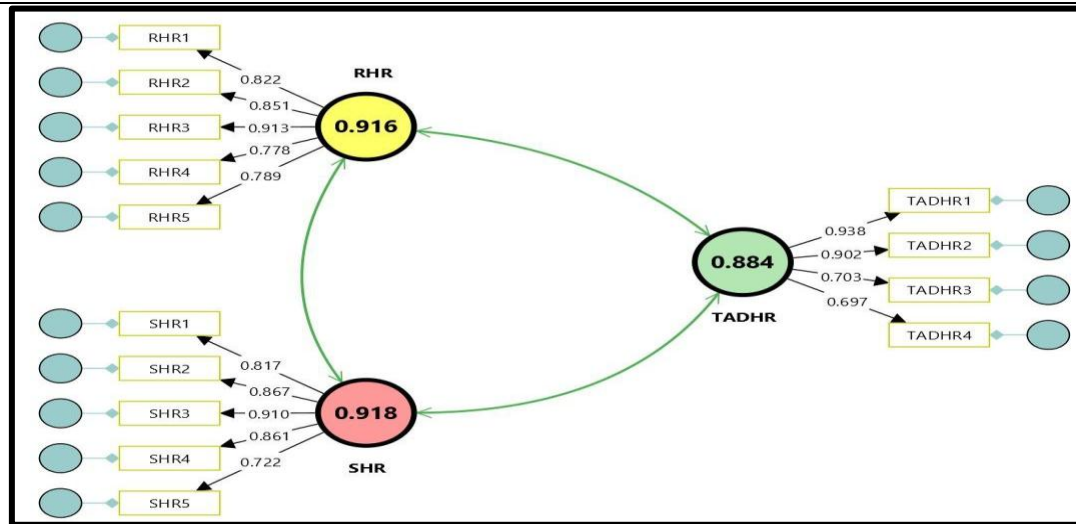 RHR1
RHR2
RHR3
RHR4
RHR5
0.822
0.851
0.913
0.778
0.789
RHR
0.916
TADHR1
TADHR2
TADHR3
TADHR4
0.938
0.902
0.703
0.697
0.884
TADHR
SHR1
SHR2
SHR3
SHR4
SHR5
0.817
0.867
0.910
0.861
0.722
0.918
SHR